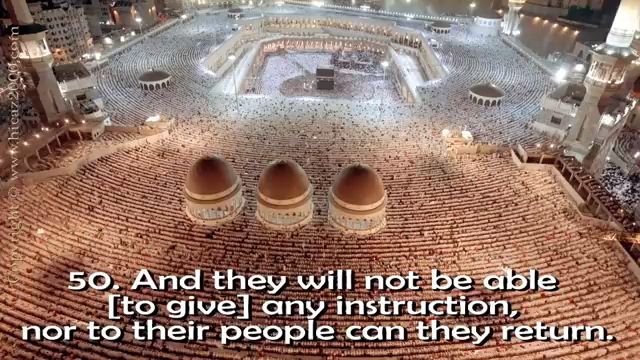 50. And they will not be able
[to give] any instruction,
nor to their people can they return.